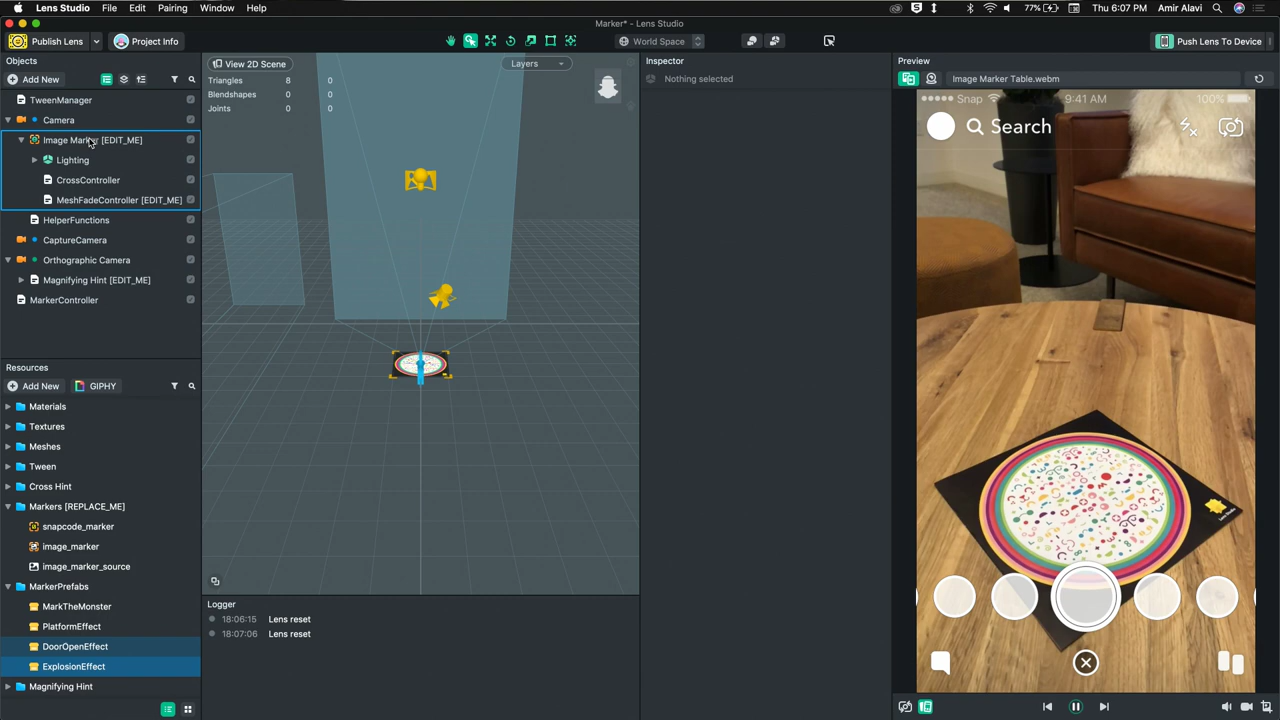 Lens Studio File Edit Pairing Window Help 77% Thu 6:07 PM Amir Alavi
Marker* - Lens Studio
Publish Lens Project Info World Space Push Lens To Device
Objects
Add New
TweenManager
Camera
Image Marker [EDIT_ME]
Lighting
CrossController
MeshFadeController [EDIT_ME]
HelperFunctions
CaptureCamera
Orthographic Camera
Magnifying Hint [EDIT_ME]
MarkerController
Resources
Add New GIPHY
Materials
Textures
Meshes
Tween
Cross Hint
Markers [REPLACE_ME]
snapcode_marker
image_marker
image_marker_source
MarkerPrefabs
MarkTheMonster
PlatformEffect
DoorOpenEffect
ExplosionEffect
Magnifying Hint
View 2D Scene Layers
Triangles 8 0
Blendshapes 0 0
Joints 0 0
Logger
18:06:15 Lens reset
18:07:06 Lens reset
Inspector
Nothing selected
Preview
Image Marker Table.webm
Snap 9:41 AM 100%
Search
Lens Studio